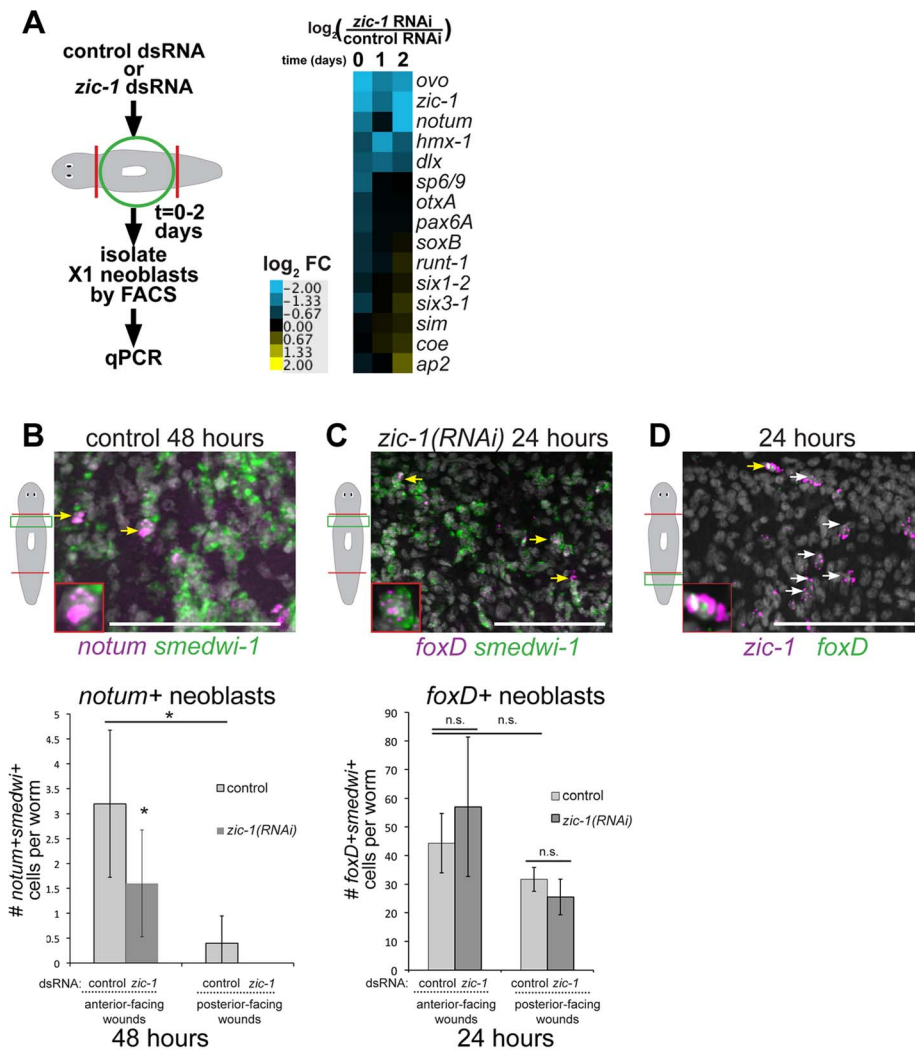 A
control dsRNA
or
zic-1 dsRNA
t=0-2
days
isolate
X1 neoblasts
by FACS
qPCR
log2(zic-1 RNAi / control RNAi)
time (days) 0 1 2
ovo
zic-1
notum
hmx-1
dlx
sp6/9
otxA
pax6A
soxB
runt-1
six1-2
six3-1
sim
coe
ap2
log2 FC
−2.00
−1.33
−0.67
0.00
0.67
1.33
2.00
B control 48 hours
notum smedwi-1
C zic-1(RNAi) 24 hours
foxD smedwi-1
D 24 hours
zic-1 foxD
notum+ neoblasts
# notum+smedwi+
cells per worm
5
4.5
4
3.5
3
2.5
2
1.5
1
0.5
0
*
*
control
zic-1(RNAi)
dsRNA: control zic-1 control zic-1
anterior-facing wounds
posterior-facing wounds
48 hours
foxD+ neoblasts
# foxD+smedwi+
cells per worm
90
80
70
60
50
40
30
20
10
0
n.s.
n.s.
n.s.
control
zic-1(RNAi)
dsRNA: control zic-1 control zic-1
anterior-facing wounds
posterior-facing wounds
24 hours